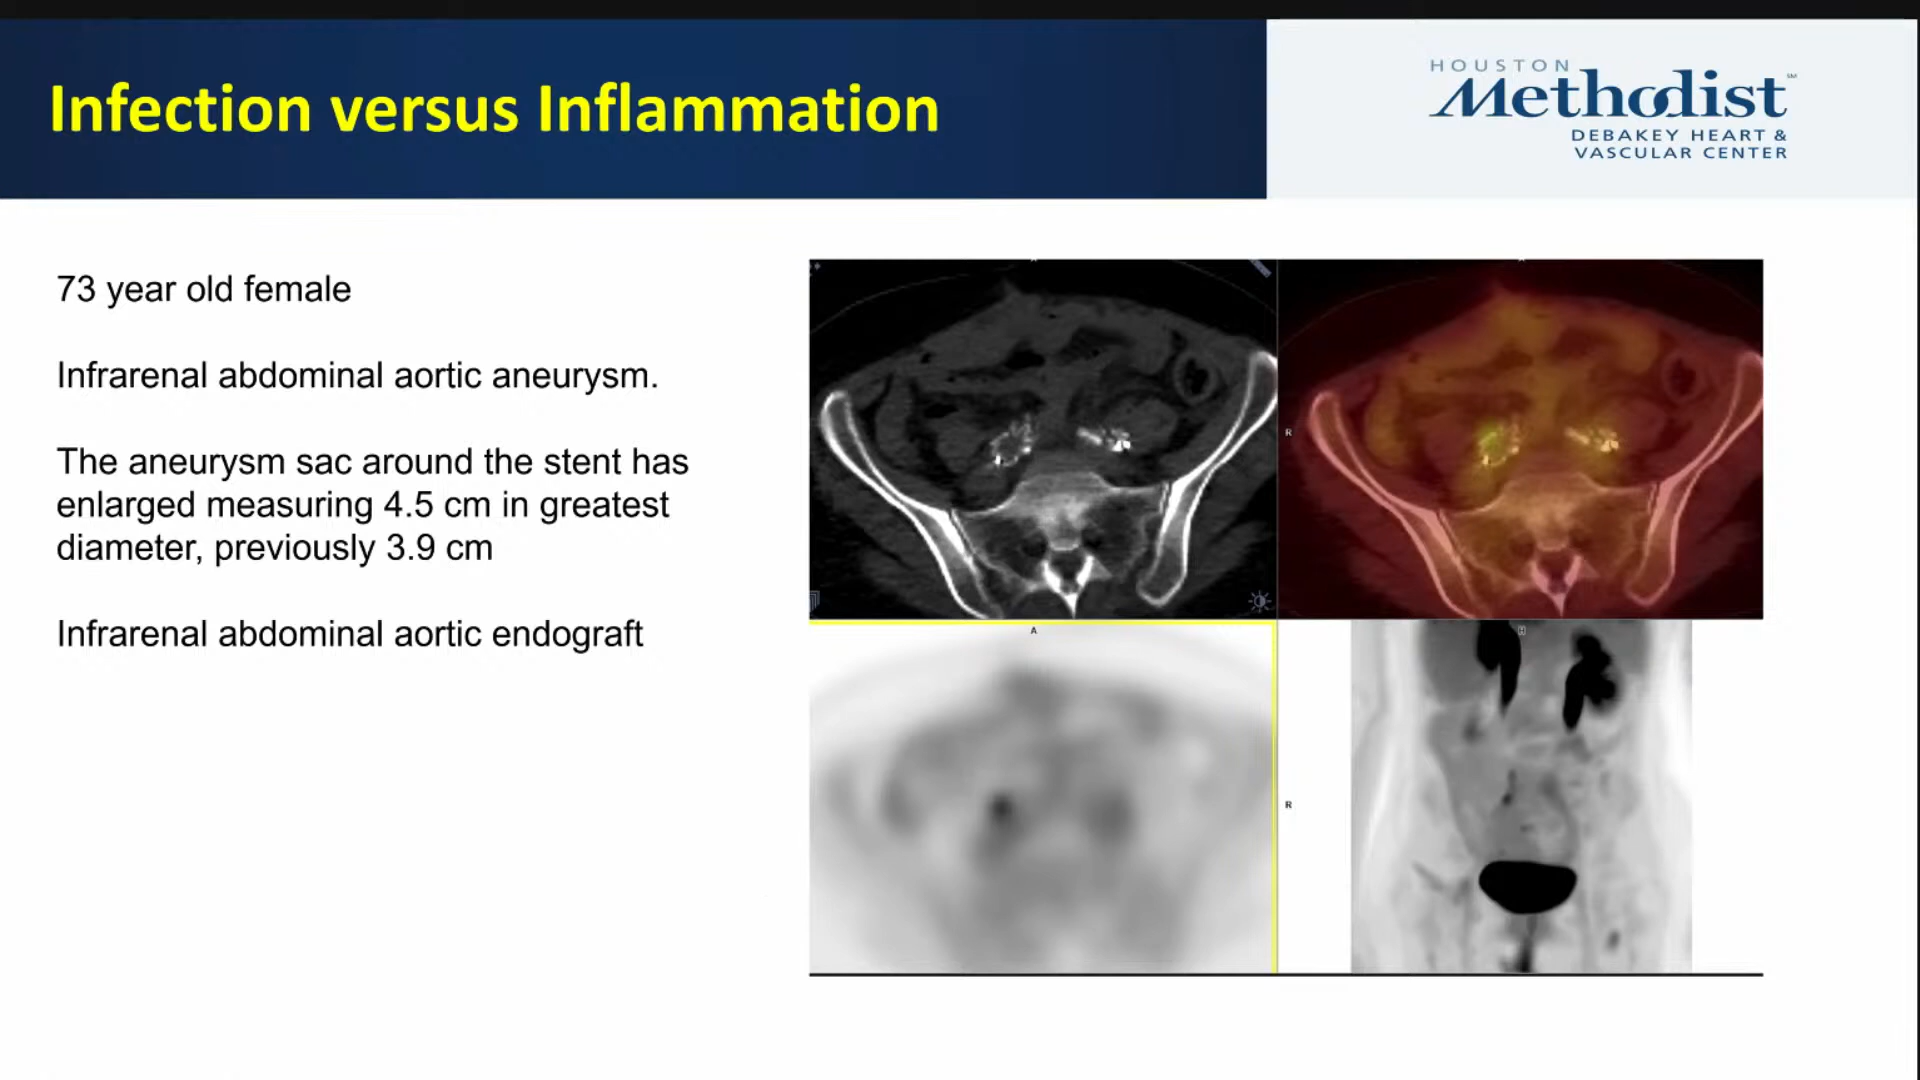 Infection versus Inflammation
HOUSTON
Methodist
SM
DEBAKEY HEART &
VASCULAR CENTER
73 year old female
Infrarenal abdominal aortic aneurysm.
The aneurysm sac around the stent has
enlarged measuring 4.5 cm in greatest
diameter, previously 3.9 cm
Infrarenal abdominal aortic endograft
R
A
H
R